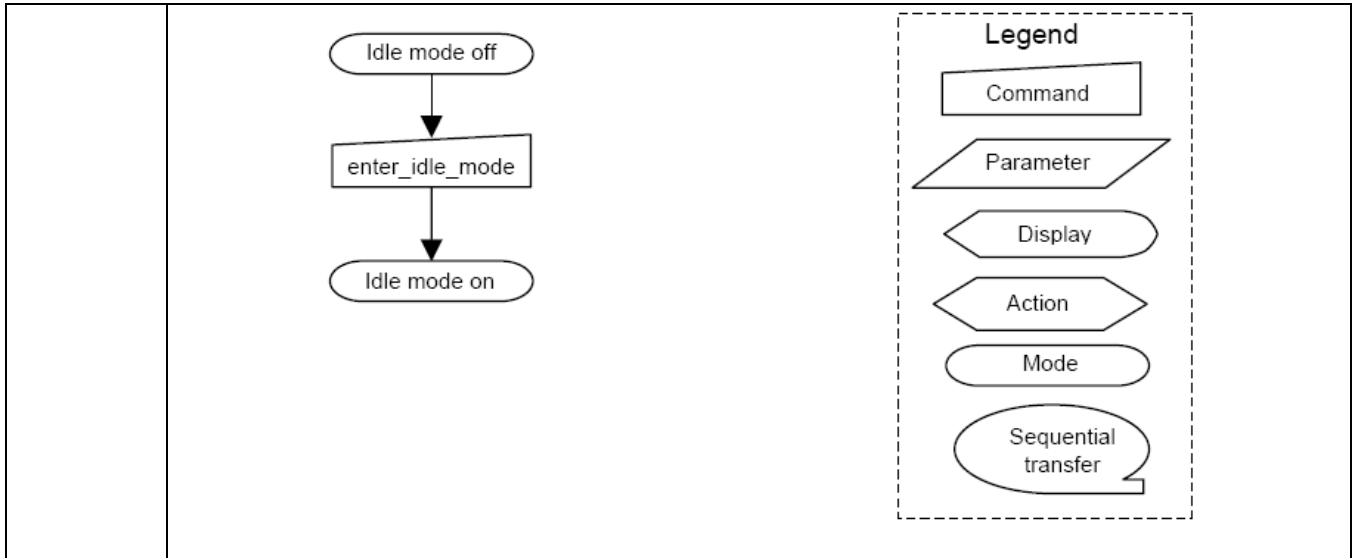 Idle mode off
enter_idle_mode
Idle mode on
Legend
Command
Parameter
Display
Action
Mode
Sequential
transfer